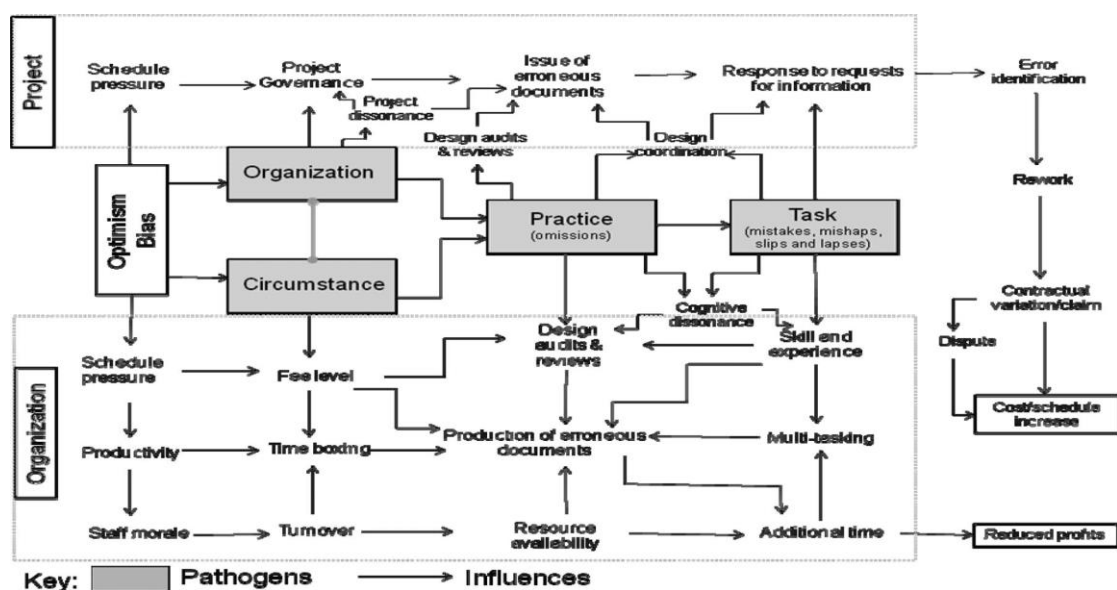 Project
Schedule
pressure
Project
Governance
Issue of
erroneous
documents
Response to requests
for information
Error
identification
Project
dissonance
Design audits
& reviews
Design
coordination
Optimism
Bias
Organization
Practice
(omissions)
Task
(mistakes, mishaps,
slips and lapses)
Rework
Circumstance
Contractual
variation/claim
Cognitive
dissonance
Organization
Schedule
pressure
Fee level
Design
audits &
reviews
Skill and
experience
Dispute
Cost/schedule
increase
Productivity
Time boxing
Production of erroneous
documents
Multi-tasking
Staff morale
Turnover
Resource
availability
Additional time
Reduced profits
Key:
Pathogens
Influences